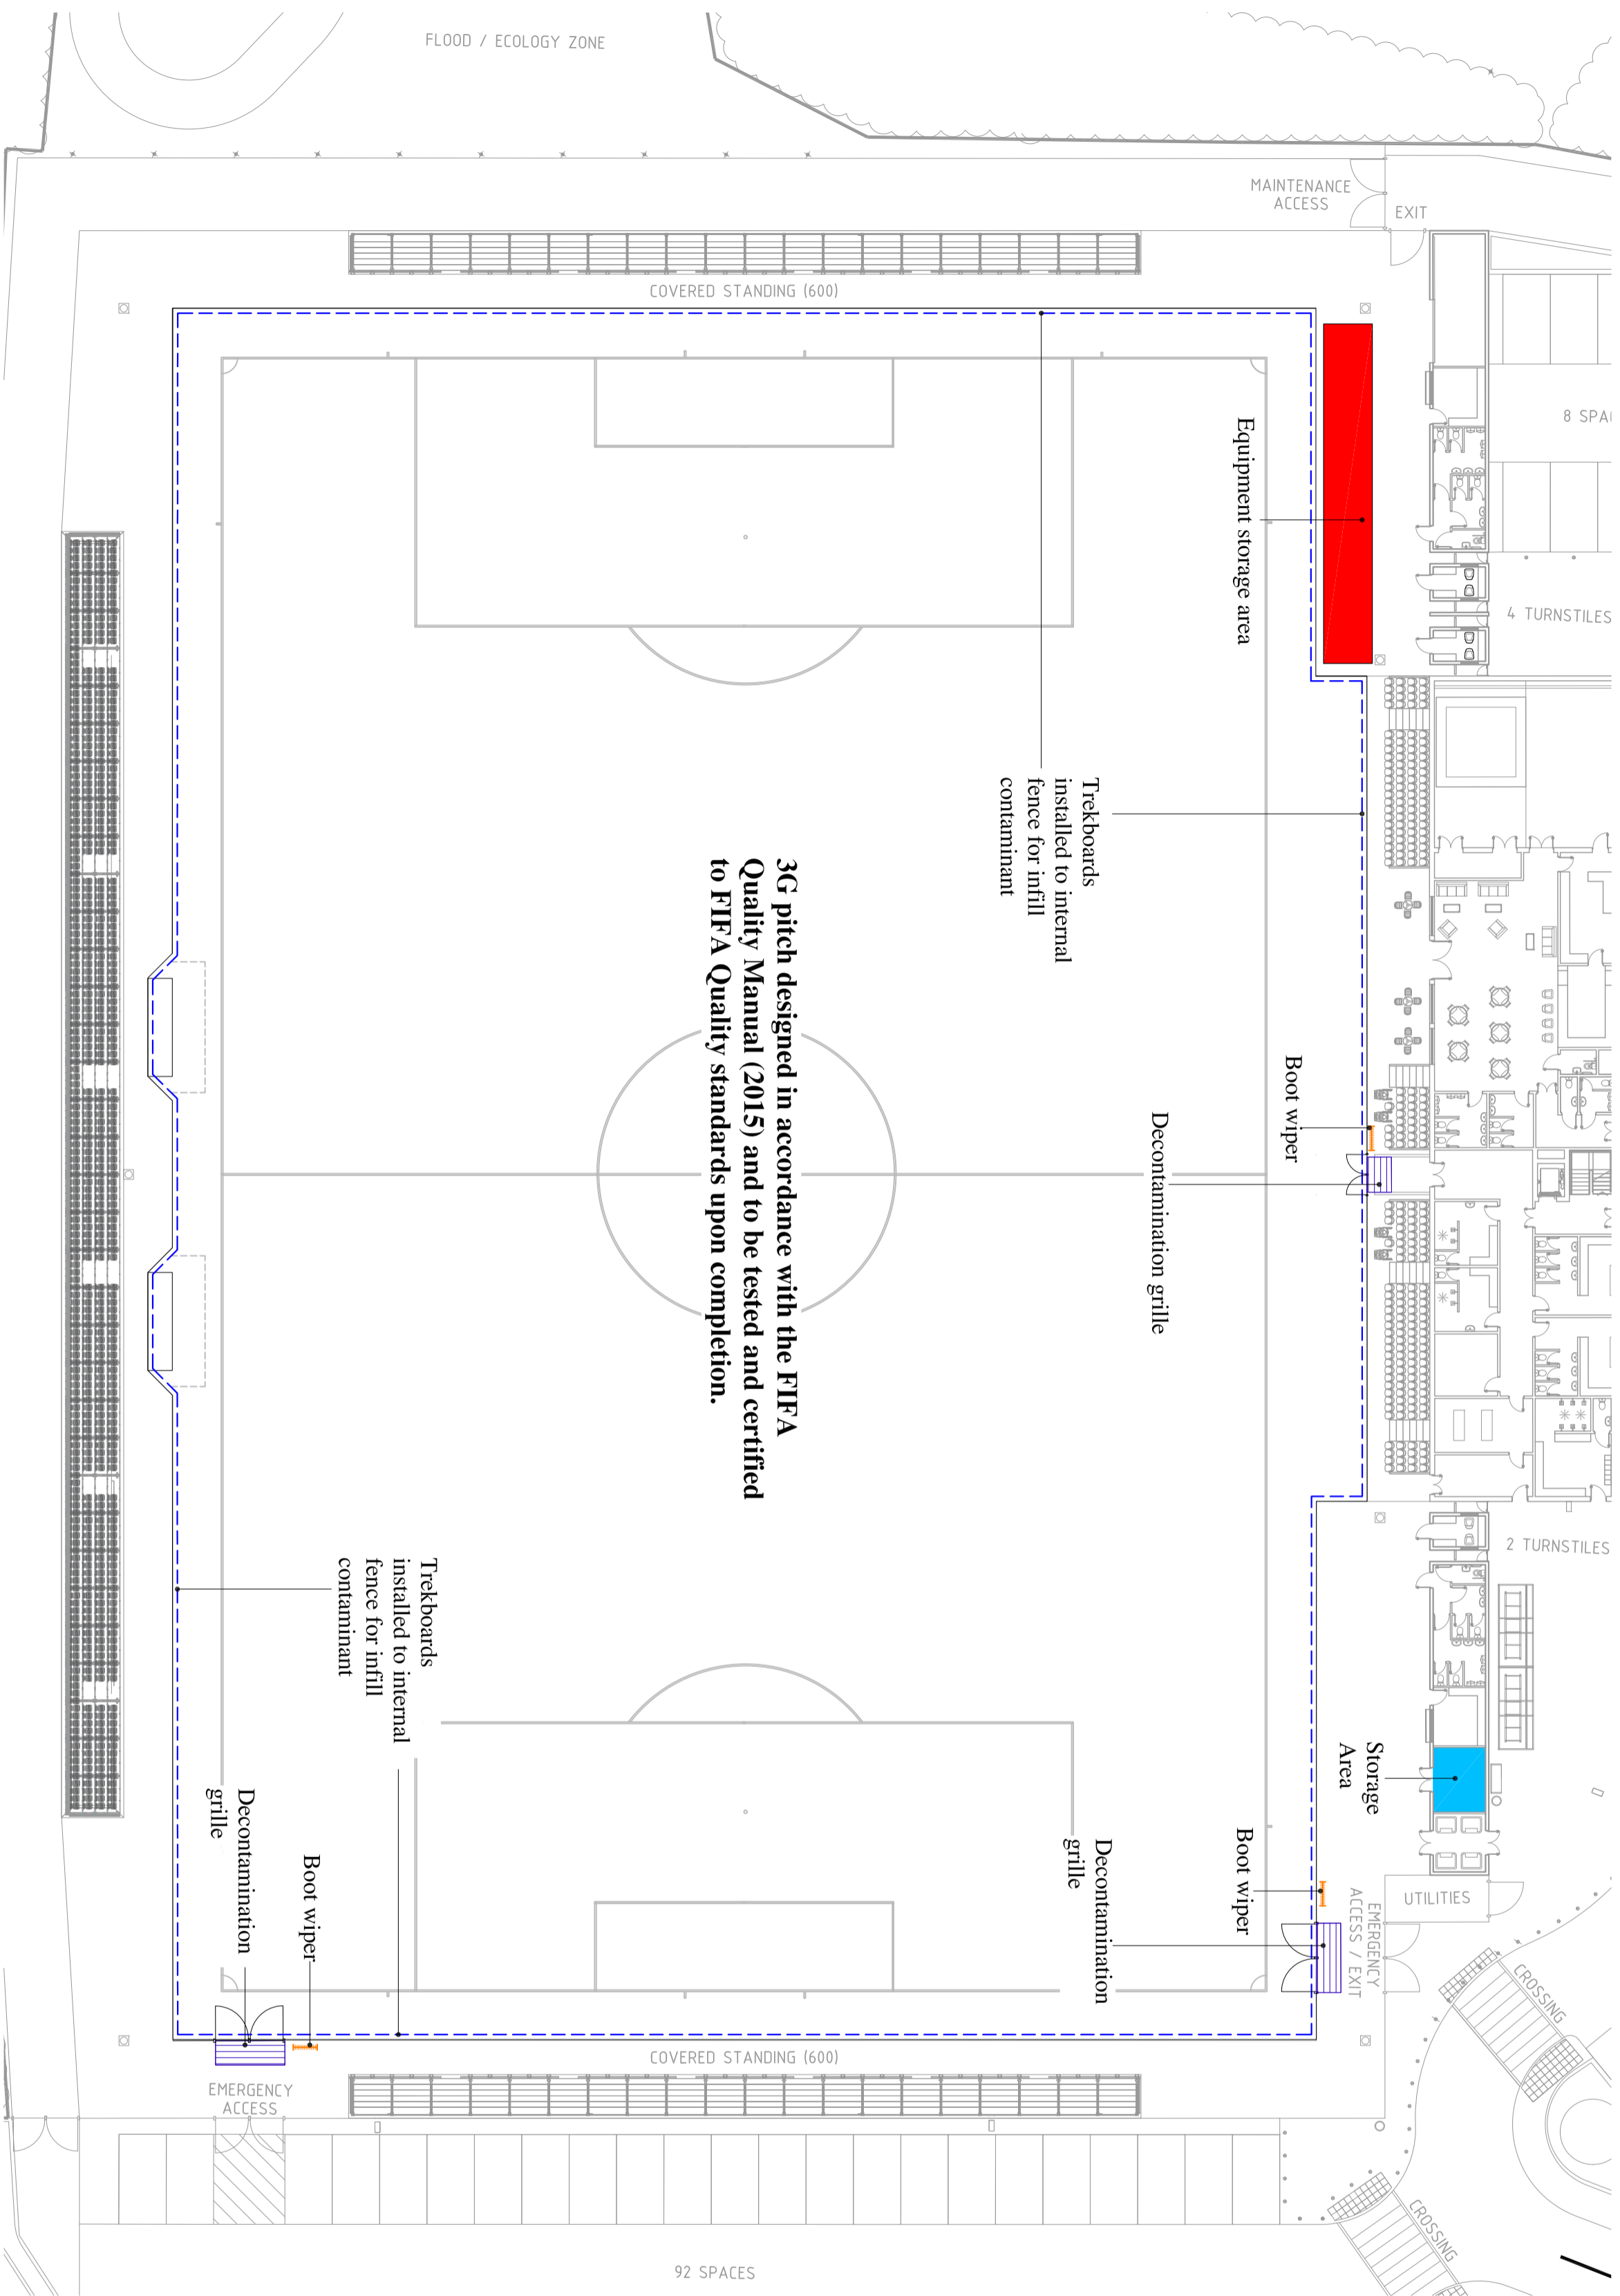 FLOOD / ECOLOGY ZONE
MAINTENANCE
ACCESS
EXIT
COVERED STANDING (600)
Equipment storage area
4 TURNSTILES
Trekboards
installed to internal
fence for infill
contaminant
3G pitch designed in accordance with the FIFA
Quality Manual (2015) and to be tested and certified
to FIFA Quality standards upon completion.
Boot wiper
Decontamination grille
2 TURNSTILES
Trekboards
installed to internal
fence for infill
contaminant
Storage
Area
Boot wiper
Decontamination
grille
Decontamination
grille
Boot wiper
UTILITIES
EMERGENCY
ACCESS / EXIT
CROSSING
COVERED STANDING (600)
EMERGENCY
ACCESS
CROSSING
92 SPACES